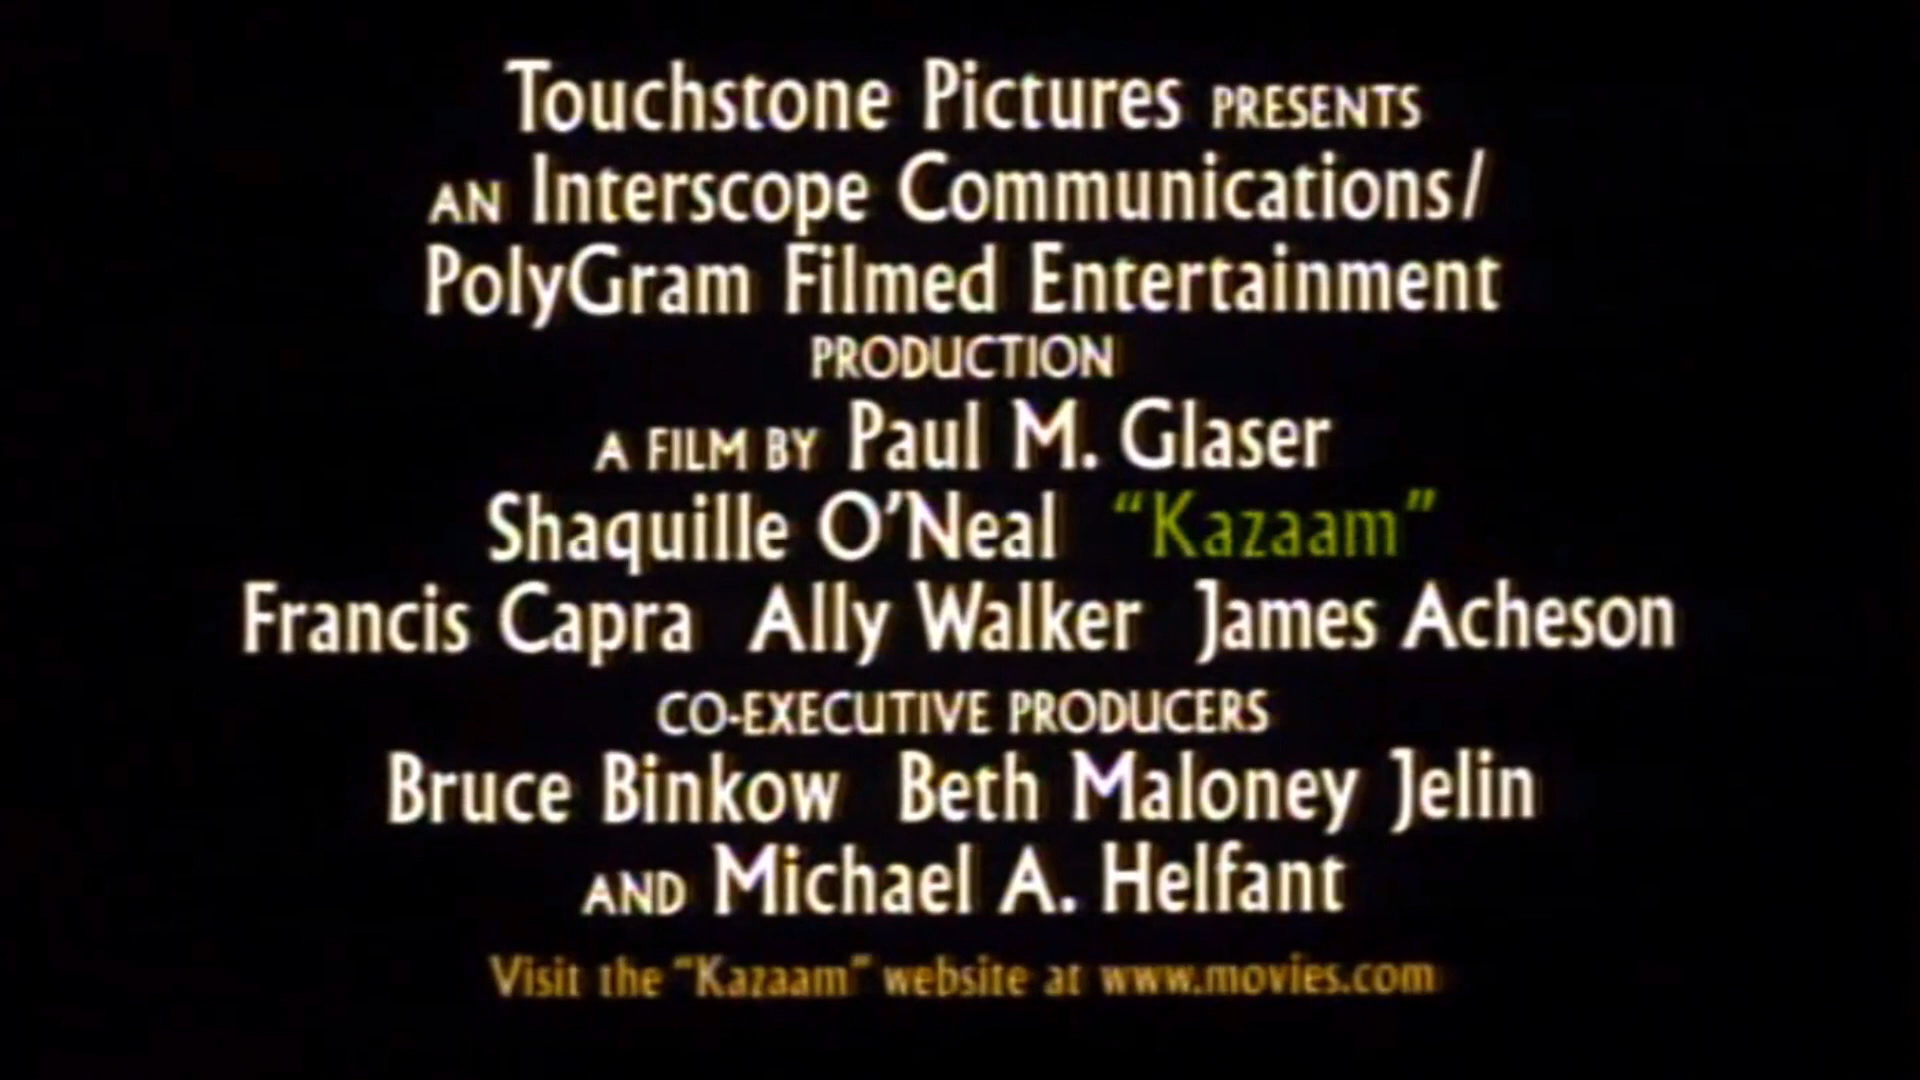 Touchstone Pictures PRESENTS
AN Interscope Communications/
PolyGram Filmed Entertainment
PRODUCTION
A FILM BY Paul M. Glaser
Shaquille O'Neal "Kazaam"
Francis Capra Ally Walker James Acheson
CO-EXECUTIVE PRODUCERS
Bruce Binkow Beth Maloney Jelin
AND Michael A. Helfant
Visit the "Kazaam" website at www.movies.com